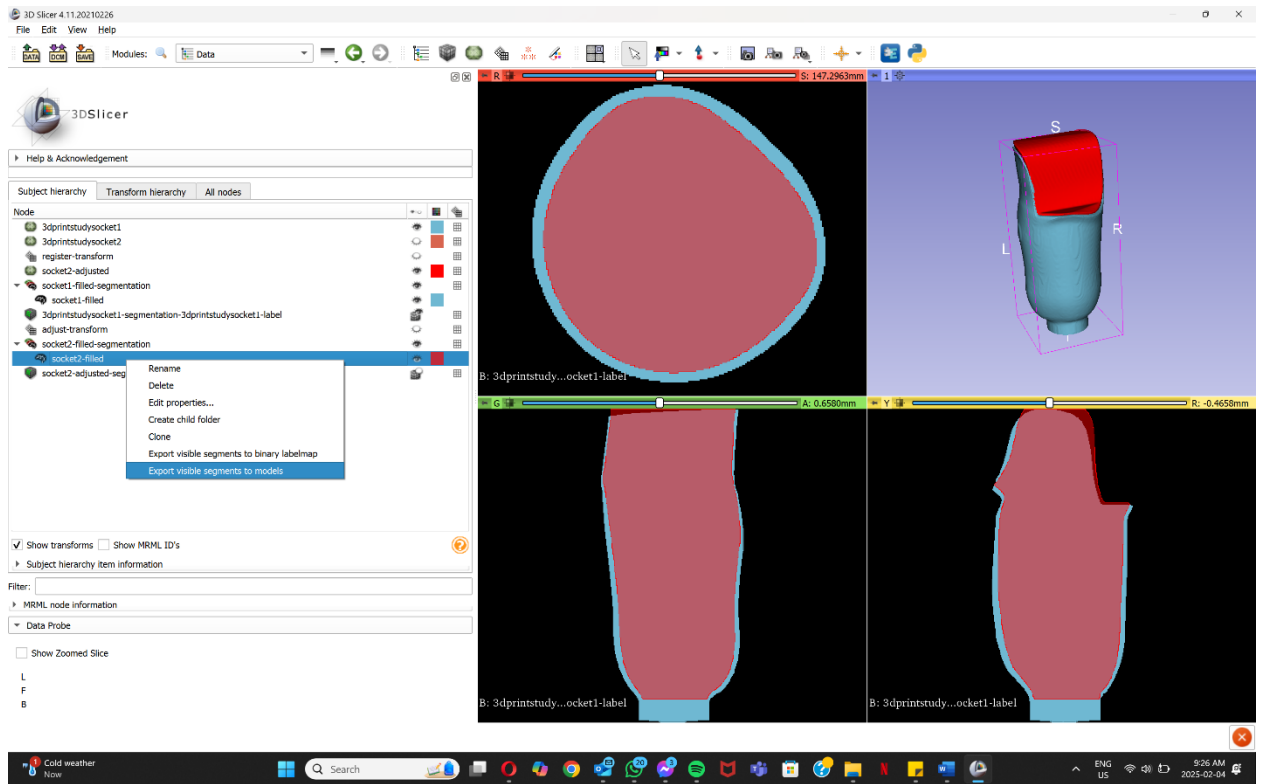 3D Slicer 4.11.20210226
File Edit View Help
DATA DCM SAVE Modules: Data
R S: 147.2963mm 1
3DSlicer
Help & Acknowledgement
Subject hierarchy Transform hierarchy All nodes
Node
3dprintstudysocket1
3dprintstudysocket2
register-transform
socket2-adjusted
socket1-filled-segmentation
socket1-filled
3dprintstudysocket1-segmentation-3dprintstudysocket1-label
adjust-transform
socket2-filled-segmentation
socket2-filled
socket2-adjusted-seg
Rename
Delete
Edit properties...
Create child folder
Clone
Export visible segments to binary labelmap
Export visible segments to models
Show transforms Show MRML ID's
Subject hierarchy item information
Filter:
MRML node information
Data Probe
Show Zoomed Slice
L
F
B
B: 3dprintstudy...ocket1-label
S
R
L
I
G A: 0.6580mm
Y R: -0.4658mm
B: 3dprintstudy...ocket1-label
B: 3dprintstudy...ocket1-label
1
Cold weather
Now
Search
20
3
ENG
US
9:26 AM
2025-02-04